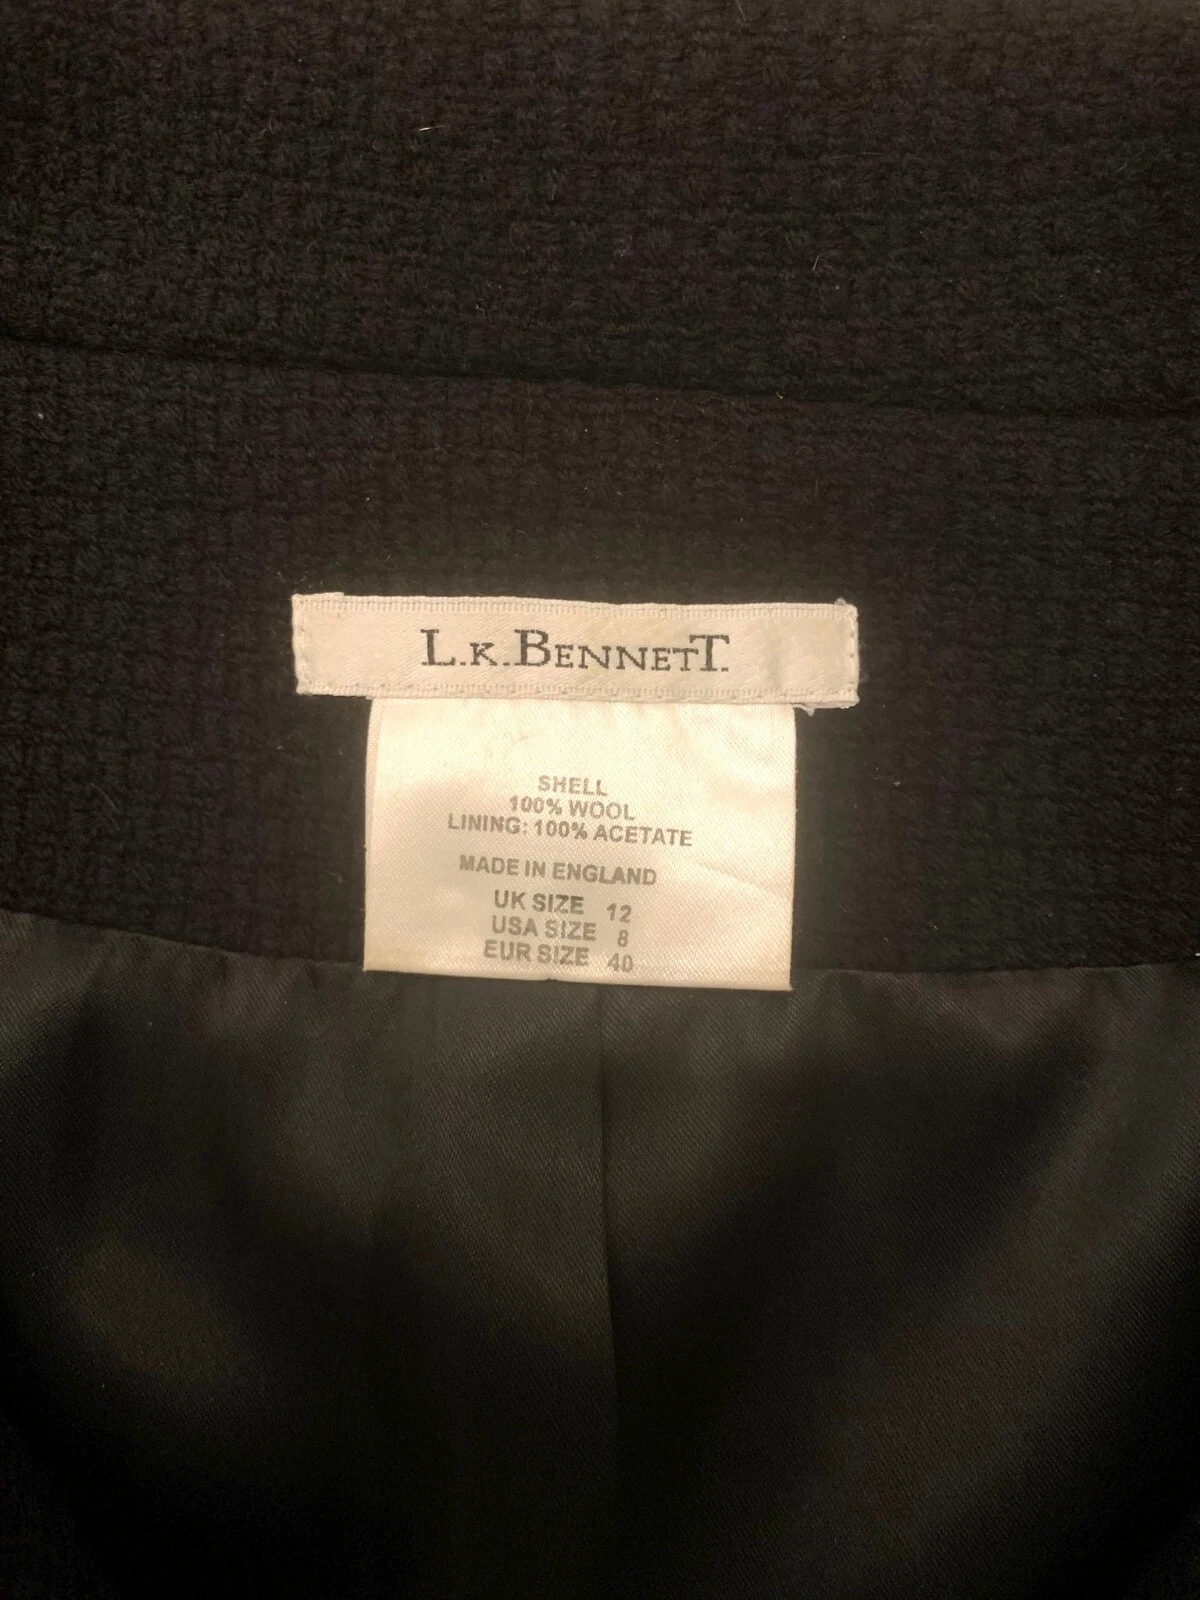 L.K.BENNETT.
SHELL
100% WOOL
LINING: 100% ACETATE
MADE IN ENGLAND
UK SIZE 12
USA SIZE 8
EUR SIZE 40